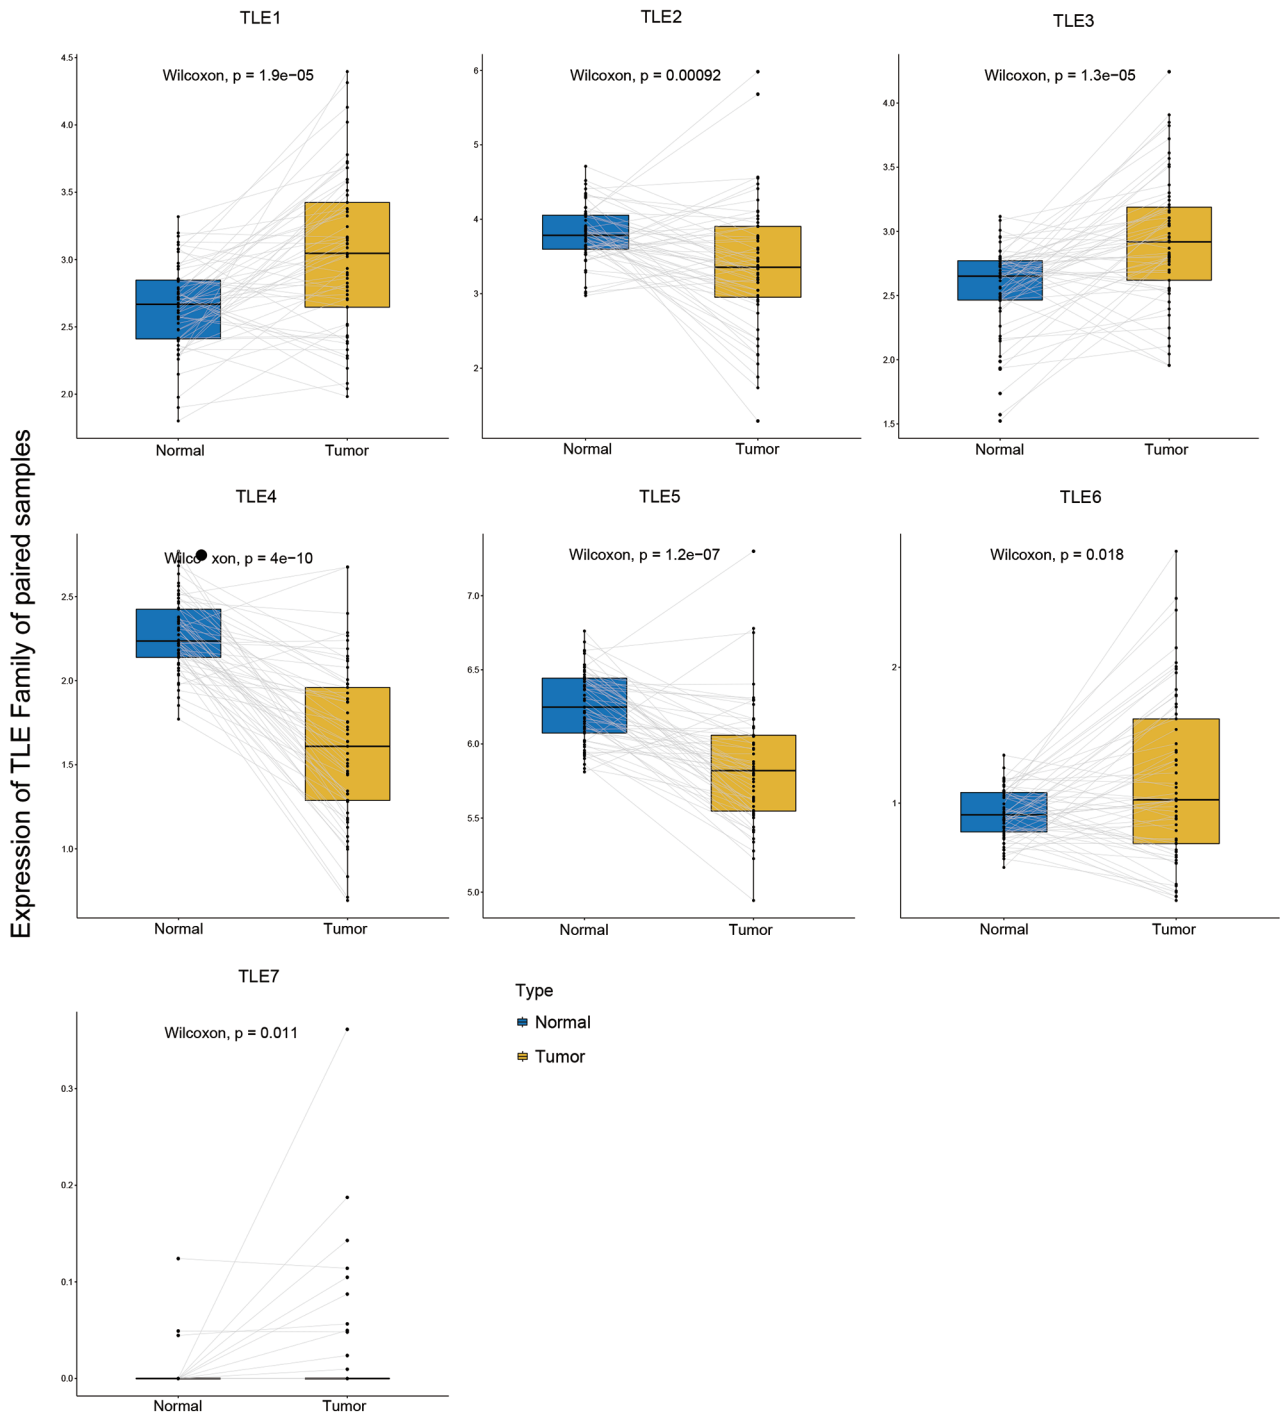 TLE1
TLE2
TLE3
Expression of TLE Family of paired samples
Wilcoxon, p = 1.9e−05
4.5
4.0
3.5
3.0
2.5
2.0
Normal
Tumor
Wilcoxon, p = 0.00092
6
5
4
3
2
Normal
Tumor
Wilcoxon, p = 1.3e−05
4.0
3.5
3.0
2.5
2.0
1.5
Normal
Tumor
TLE4
TLE5
TLE6
Wilco xon, p = 4e−10
2.5
2.0
1.5
1.0
Normal
Tumor
Wilcoxon, p = 1.2e−07
7.0
6.5
6.0
5.5
5.0
Normal
Tumor
Wilcoxon, p = 0.018
2
1
Normal
Tumor
TLE7
Wilcoxon, p = 0.011
0.3
0.2
0.1
0.0
Normal
Tumor
Type
Normal
Tumor